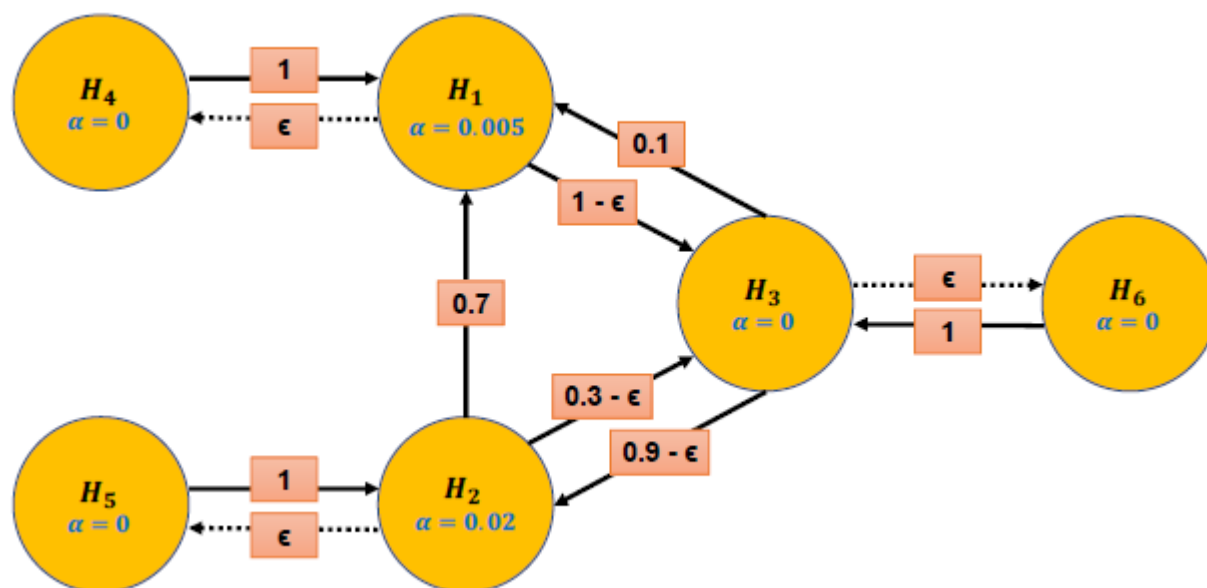 H₄
α = 0
1
ϵ
H₁
α = 0.005
0.1
1 - ϵ
0.7
H₃
α = 0
ϵ
1
H₆
α = 0
0.3 - ϵ
0.9 - ϵ
H₅
α = 0
1
ϵ
H₂
α = 0.02